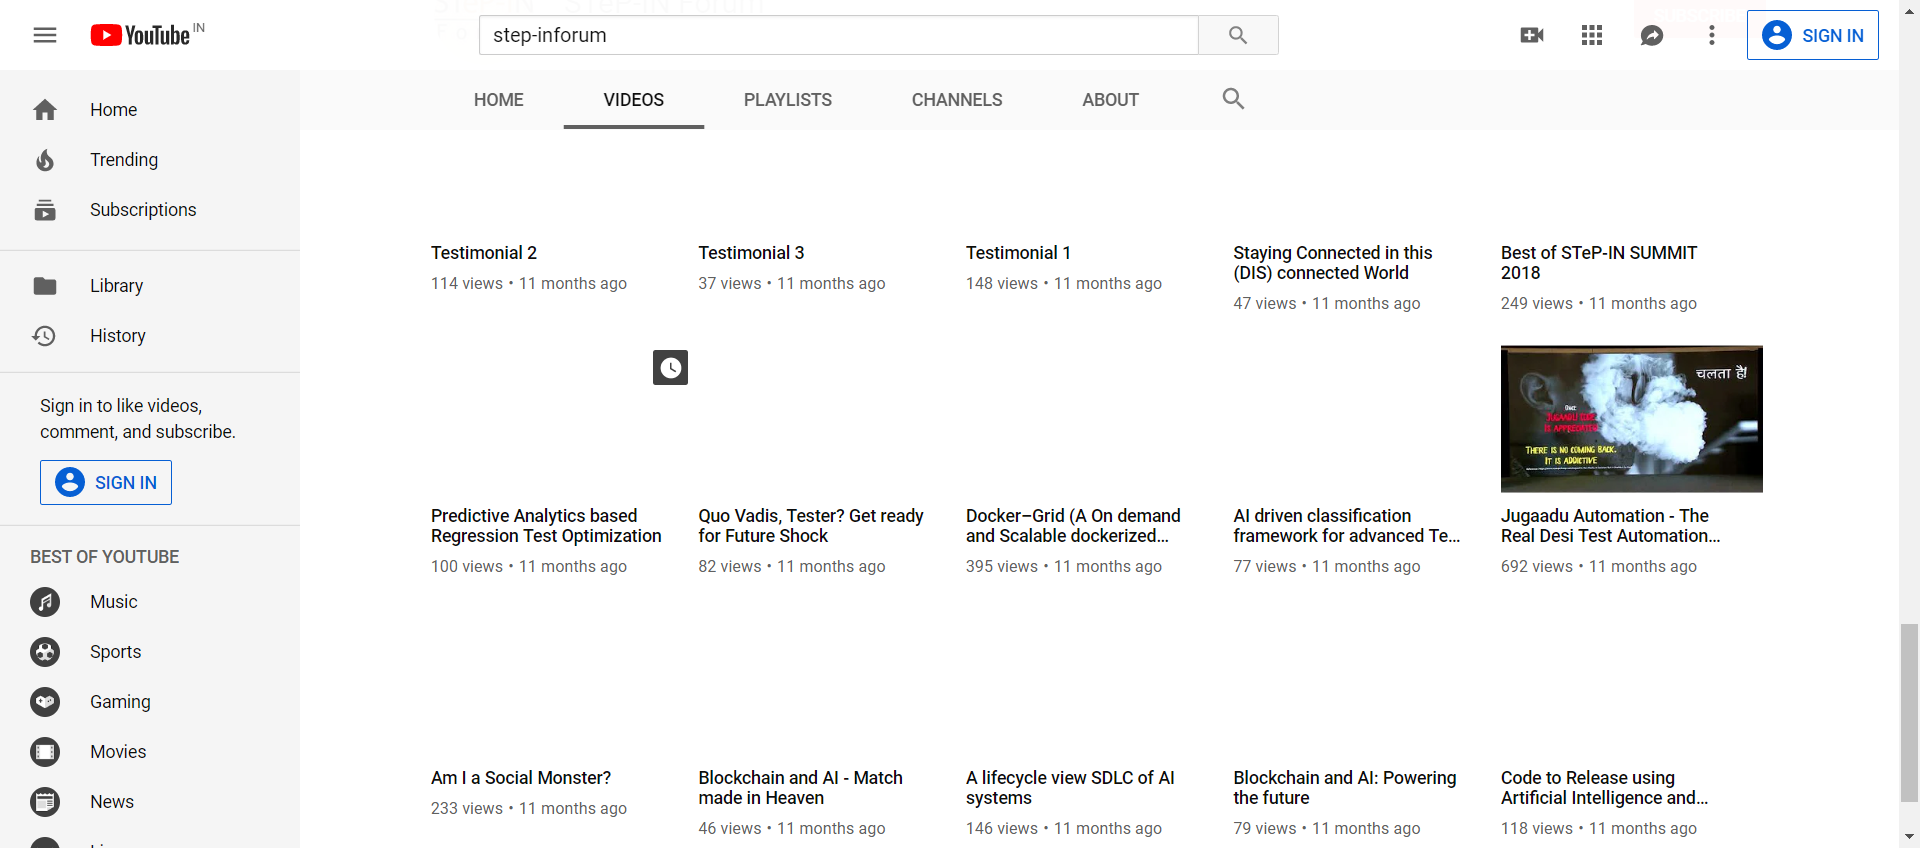 YouTube IN
step-inforum
SIGN IN
Home
Trending
Subscriptions
Library
History
Sign in to like videos,
comment, and subscribe.
SIGN IN
BEST OF YOUTUBE
Music
Sports
Gaming
Movies
News
HOME VIDEOS PLAYLISTS CHANNELS ABOUT
Testimonial 2
114 views • 11 months ago
Testimonial 3
37 views • 11 months ago
Testimonial 1
148 views • 11 months ago
Staying Connected in this
(DIS) connected World
47 views • 11 months ago
Best of STeP-IN SUMMIT
2018
249 views • 11 months ago
Predictive Analytics based
Regression Test Optimization
100 views • 11 months ago
Quo Vadis, Tester? Get ready
for Future Shock
82 views • 11 months ago
Docker–Grid (A On demand
and Scalable dockerized...
395 views • 11 months ago
AI driven classification
framework for advanced Te...
77 views • 11 months ago
चलता है!
ONCE
JUGAADU CODE
IS APPRECIATED
THERE IS NO COMING BACK.
IT IS ADDICTIVE
Jugaadu Automation - The
Real Desi Test Automation...
692 views • 11 months ago
Am I a Social Monster?
233 views • 11 months ago
Blockchain and AI - Match
made in Heaven
46 views • 11 months ago
A lifecycle view SDLC of AI
systems
146 views • 11 months ago
Blockchain and AI: Powering
the future
79 views • 11 months ago
Code to Release using
Artificial Intelligence and...
118 views • 11 months ago